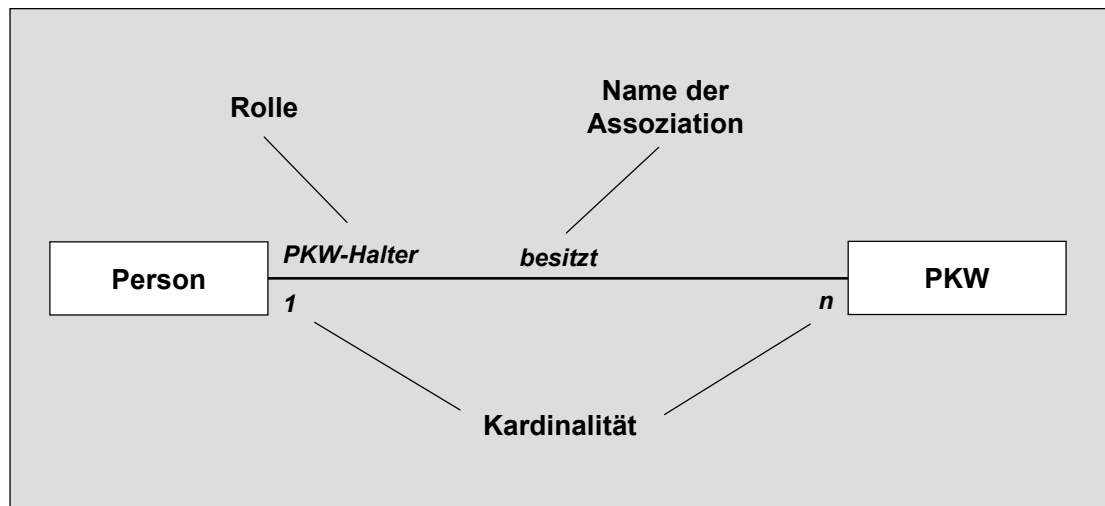 Rolle
Name der
Assoziation
PKW-Halter
besitzt
Person
PKW
1
n
Kardinalität